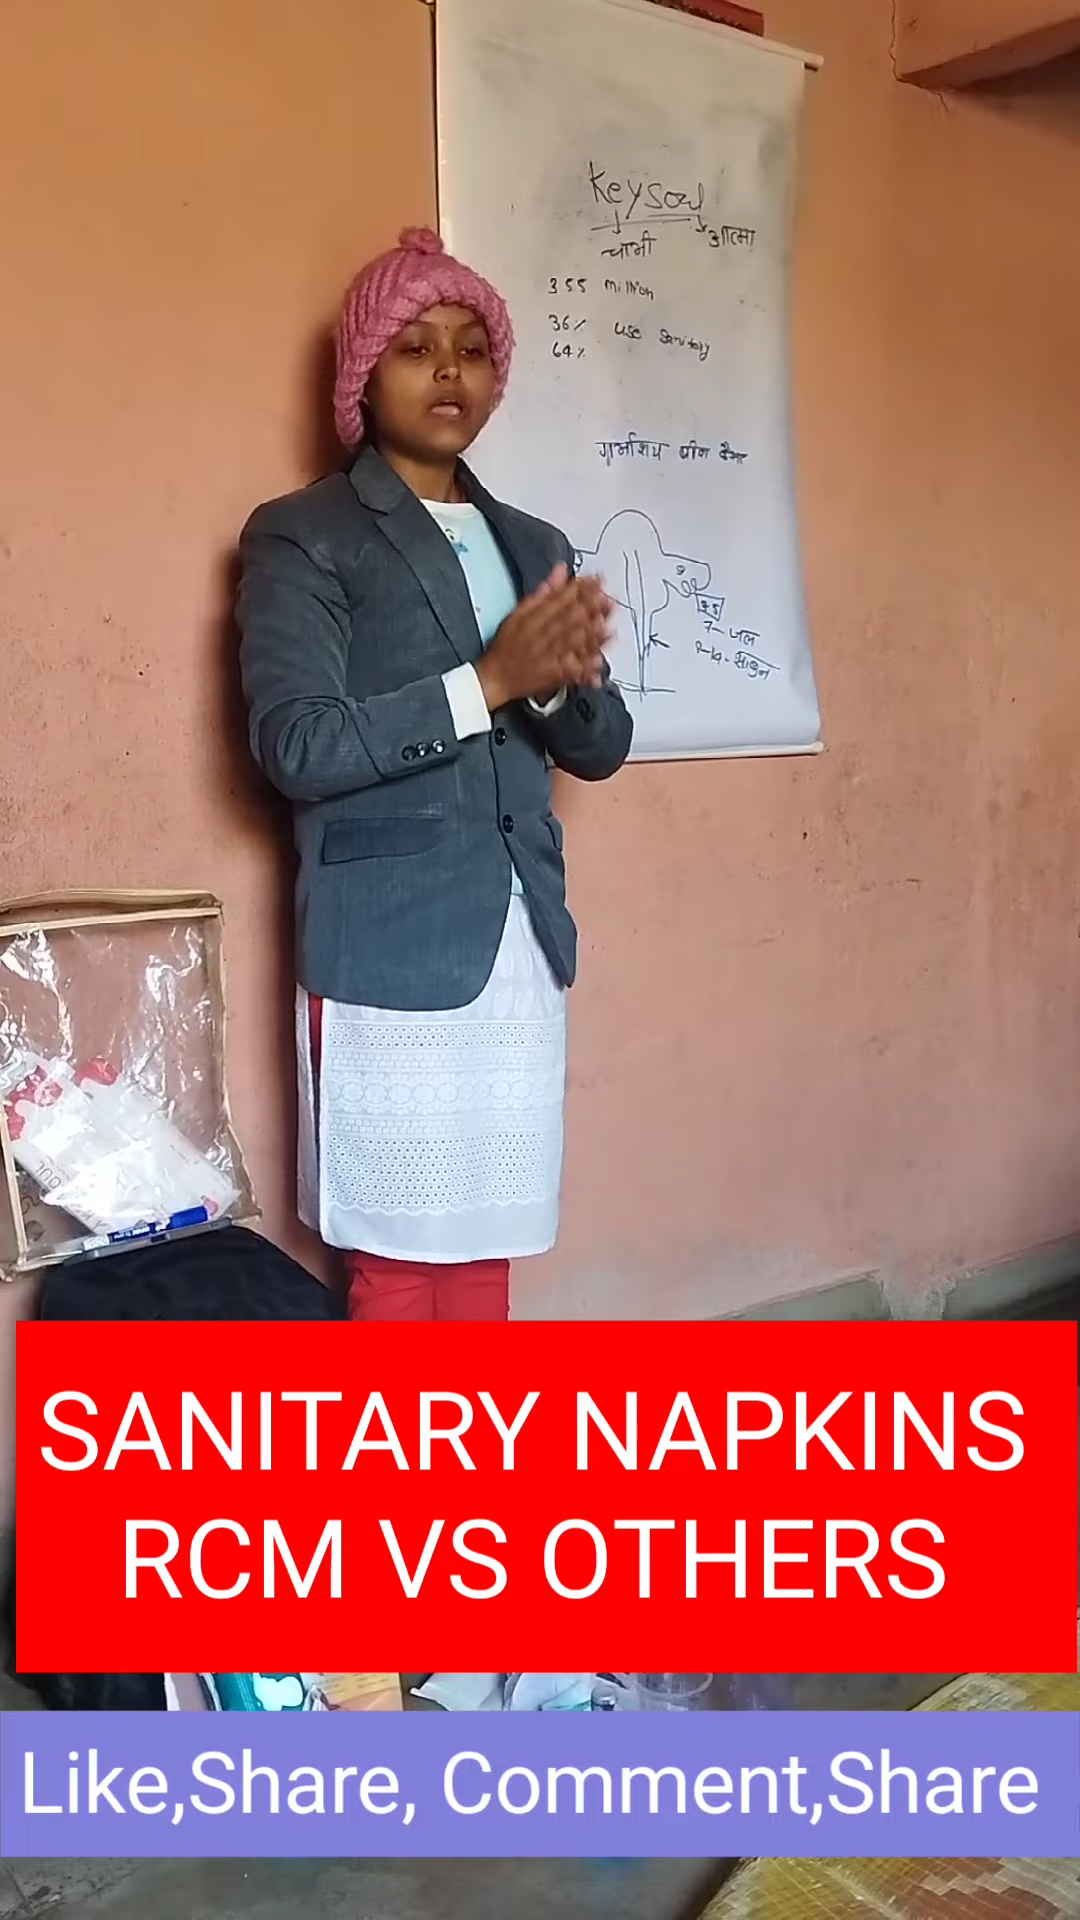 Keysoul
चाभी
आत्मा
355 million
36% use sanitary
64%
गर्भाशय ग्रीवा कैंसर
7-जल
SANITARY NAPKINS
RCM VS OTHERS
Like,Share, Comment,Share